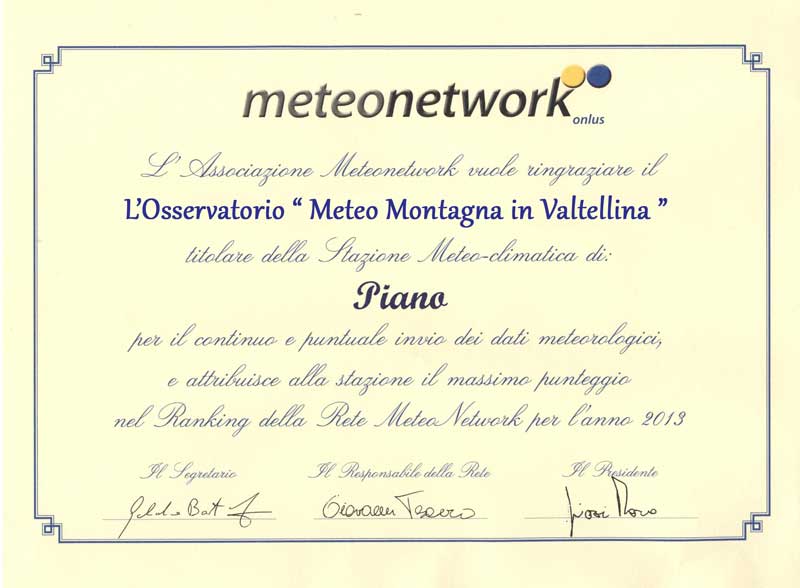 meteonetwork
onlus
L'Associazione Meteonetwork vuole ringraziare il
L'Osservatorio “ Meteo Montagna in Valtellina ”
titolare della Stazione Meteo-climatica di:
Piano
per il continuo e puntuale invio dei dati meteorologici,
e attribuisce alla stazione il massimo punteggio
nel Ranking della Rete MeteoNetwork per l'anno 2013
Il Segretario Il Responsabile della Rete Il Presidente
Giovanni